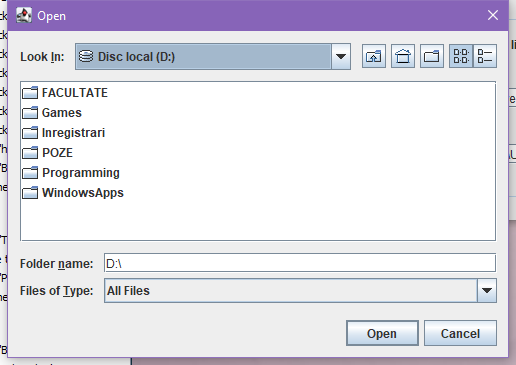 Open
Look In: Disc local (D:)
FACULTATE
Games
Inregistrari
POZE
Programming
WindowsApps
Folder name: D:\
Files of Type: All Files
Open Cancel